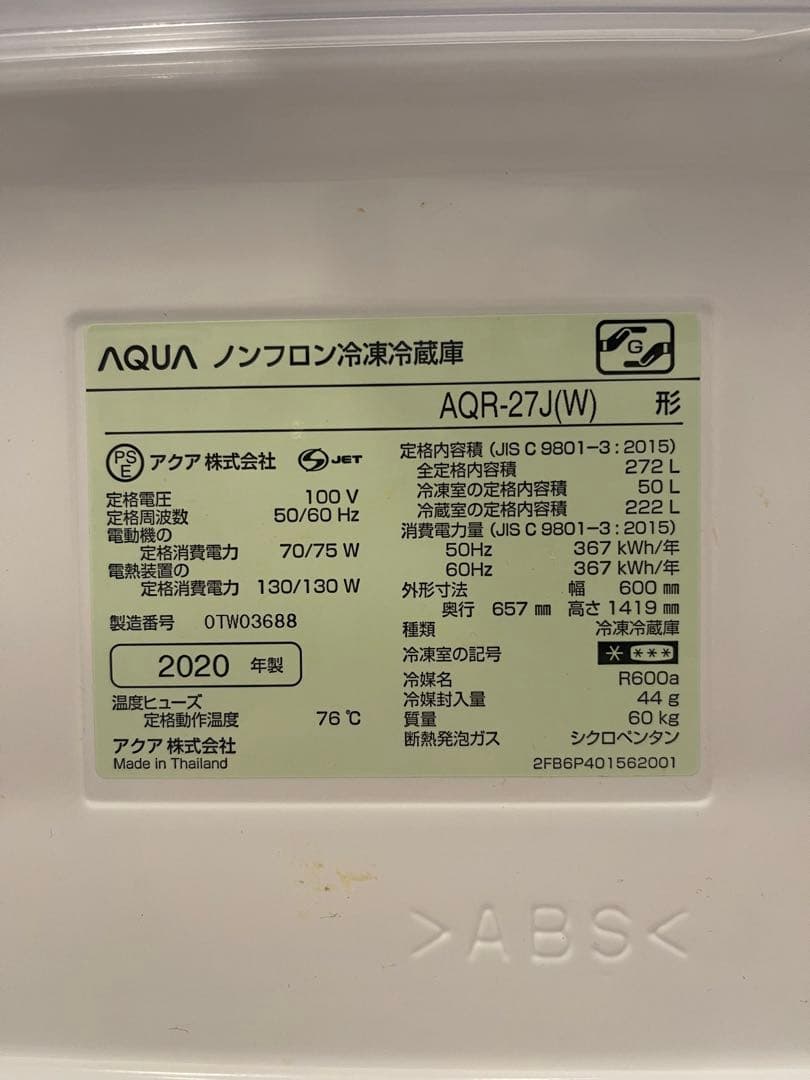 AQUA ノンフロン冷凍冷蔵庫
G
AQR-27J(W) 形
PSE アクア株式会社 S JET
定格電圧 100 V
定格周波数 50/60 Hz
電動機の
定格消費電力 70/75 W
電熱装置の
定格消費電力 130/130 W
製造番号 0TW03688
2020 年製
温度ヒューズ
定格動作温度 76 ℃
アクア株式会社
Made in Thailand
定格内容積 (JIS C 9801-3:2015)
全定格内容積 272 L
冷凍室の定格内容積 50 L
冷蔵室の定格内容積 222 L
消費電力量 (JIS C 9801-3:2015)
50Hz 367 kWh/年
60Hz 367 kWh/年
外形寸法 幅 600 ㎜
奥行 657 ㎜ 高さ 1419 ㎜
種類 冷凍冷蔵庫
冷凍室の記号 * ***
冷媒名 R600a
冷媒封入量 44 g
質量 60 kg
断熱発泡ガス シクロペンタン
2FB6P401562001
>ABS<